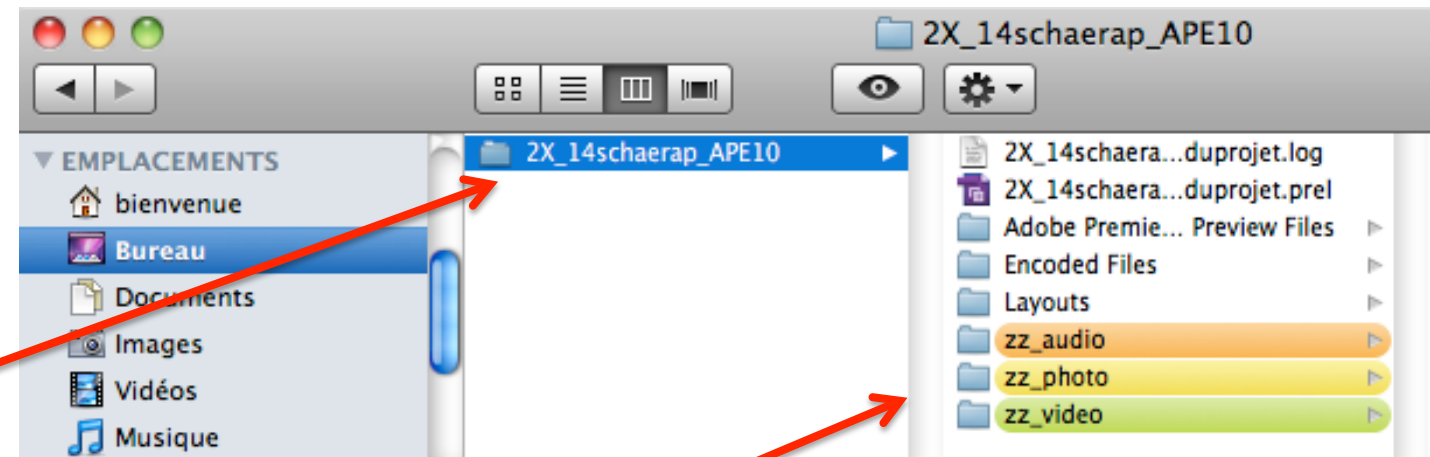 2X_14schaerap_APE10
EMPLACEMENTS
bienvenue
Bureau
Documents
Images
Vidéos
Musique
2X_14schaerap_APE10
2X_14schaera...duprojet.log
2X_14schaera...duprojet.prel
Adobe Premie... Preview Files
Encoded Files
Layouts
zz_audio
zz_photo
zz_video